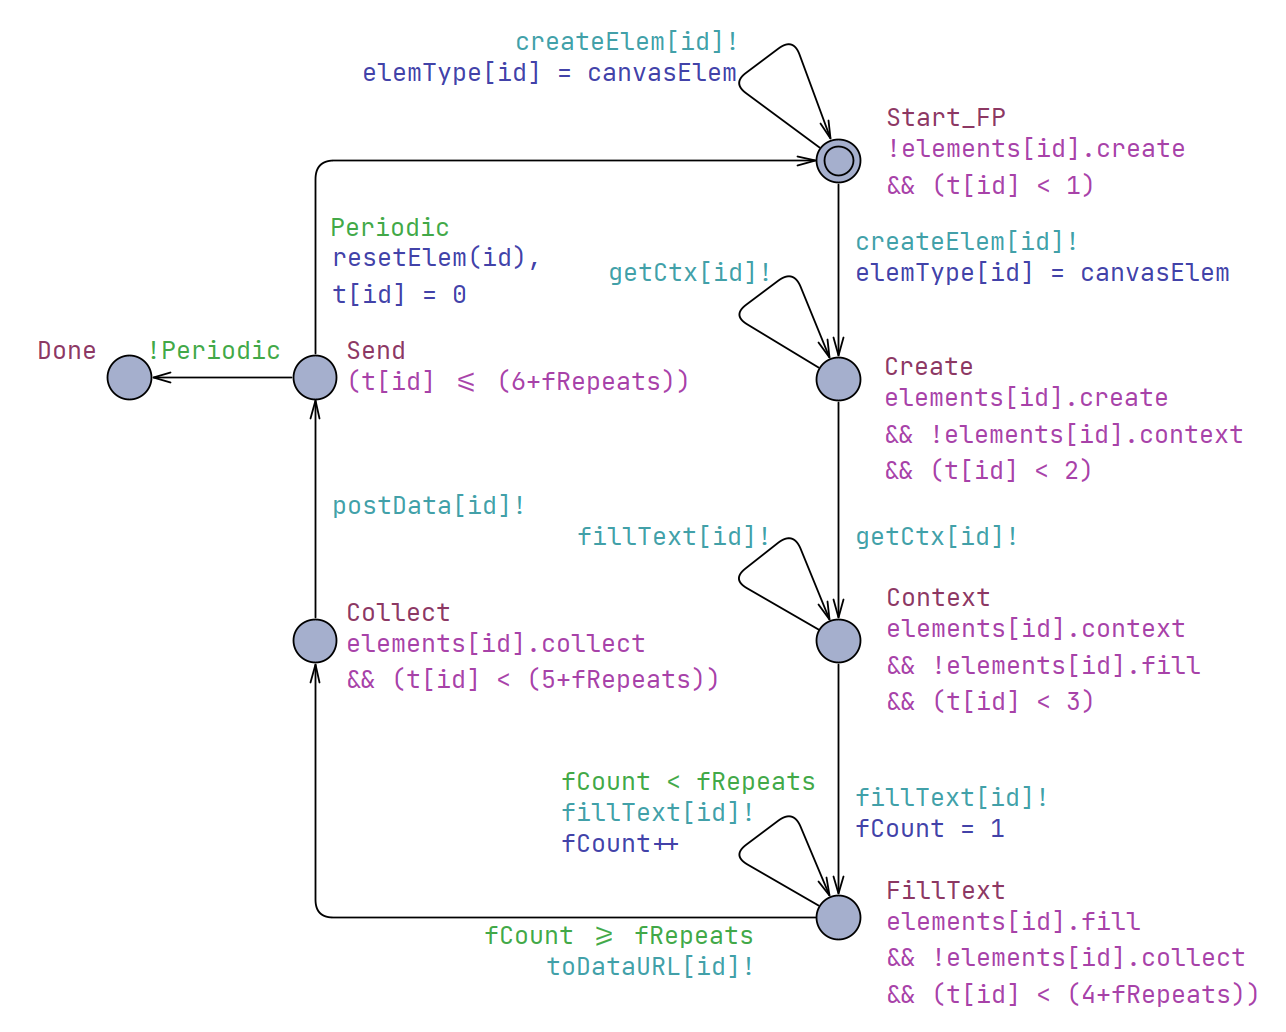 createElem[id]!
elemType[id] = canvasElem
Start_FP
!elements[id].create
&& (t[id] < 1)
Periodic
resetElem(id),
t[id] = 0
createElem[id]!
elemType[id] = canvasElem
getCtx[id]!
Done
!Periodic
Send
(t[id] ⩽ (6+fRepeats))
Create
elements[id].create
&& !elements[id].context
&& (t[id] < 2)
postData[id]!
fillText[id]!
getCtx[id]!
Context
elements[id].context
&& !elements[id].fill
&& (t[id] < 3)
Collect
elements[id].collect
&& (t[id] < (5+fRepeats))
fCount < fRepeats
fillText[id]!
fCount++
fillText[id]!
fCount = 1
FillText
elements[id].fill
&& !elements[id].collect
&& (t[id] < (4+fRepeats))
fCount ⩾ fRepeats
toDataURL[id]!